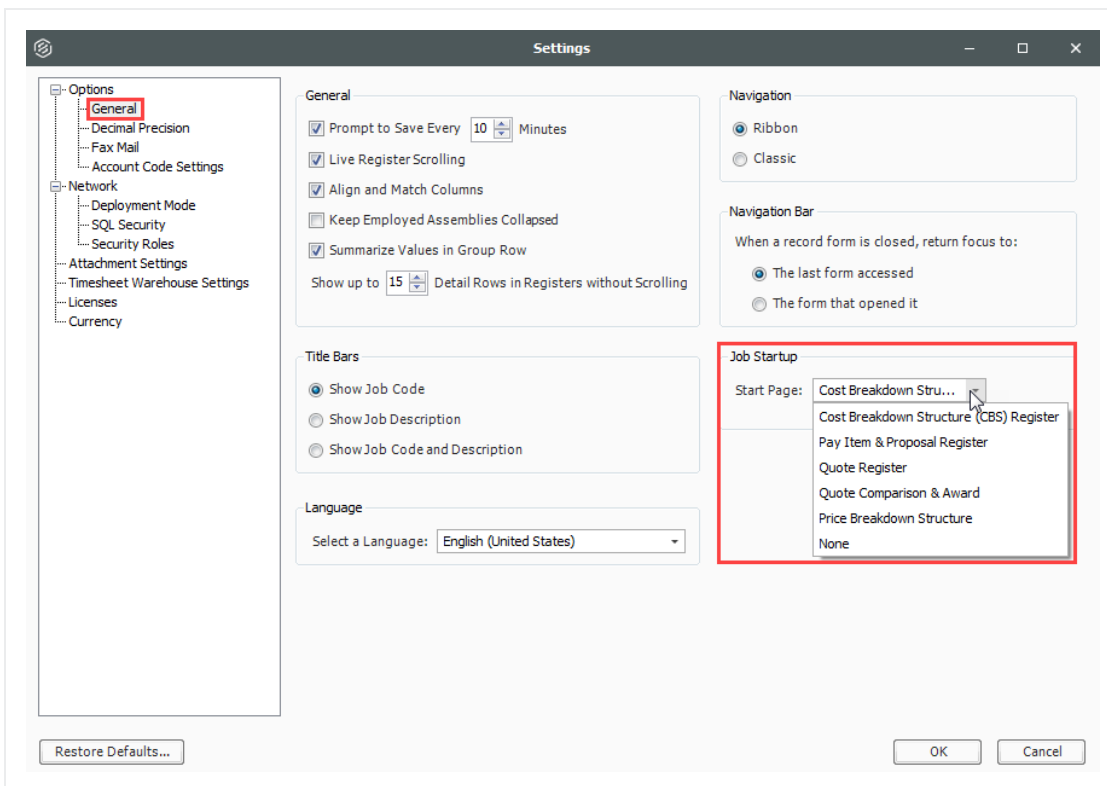 Settings
Options
General
Decimal Precision
Fax Mail
Account Code Settings
Network
Deployment Mode
SQL Security
Security Roles
Attachment Settings
Timesheet Warehouse Settings
Licenses
Currency
General
Prompt to Save Every 10 Minutes
Live Register Scrolling
Align and Match Columns
Keep Employed Assemblies Collapsed
Summarize Values in Group Row
Show up to 15 Detail Rows in Registers without Scrolling
Title Bars
Show Job Code
Show Job Description
Show Job Code and Description
Language
Select a Language: English (United States)
Navigation
Ribbon
Classic
Navigation Bar
When a record form is closed, return focus to:
The last form accessed
The form that opened it
Job Startup
Start Page: Cost Breakdown Stru...
Cost Breakdown Structure (CBS) Register
Pay Item & Proposal Register
Quote Register
Quote Comparison & Award
Price Breakdown Structure
None
Restore Defaults...
OK
Cancel